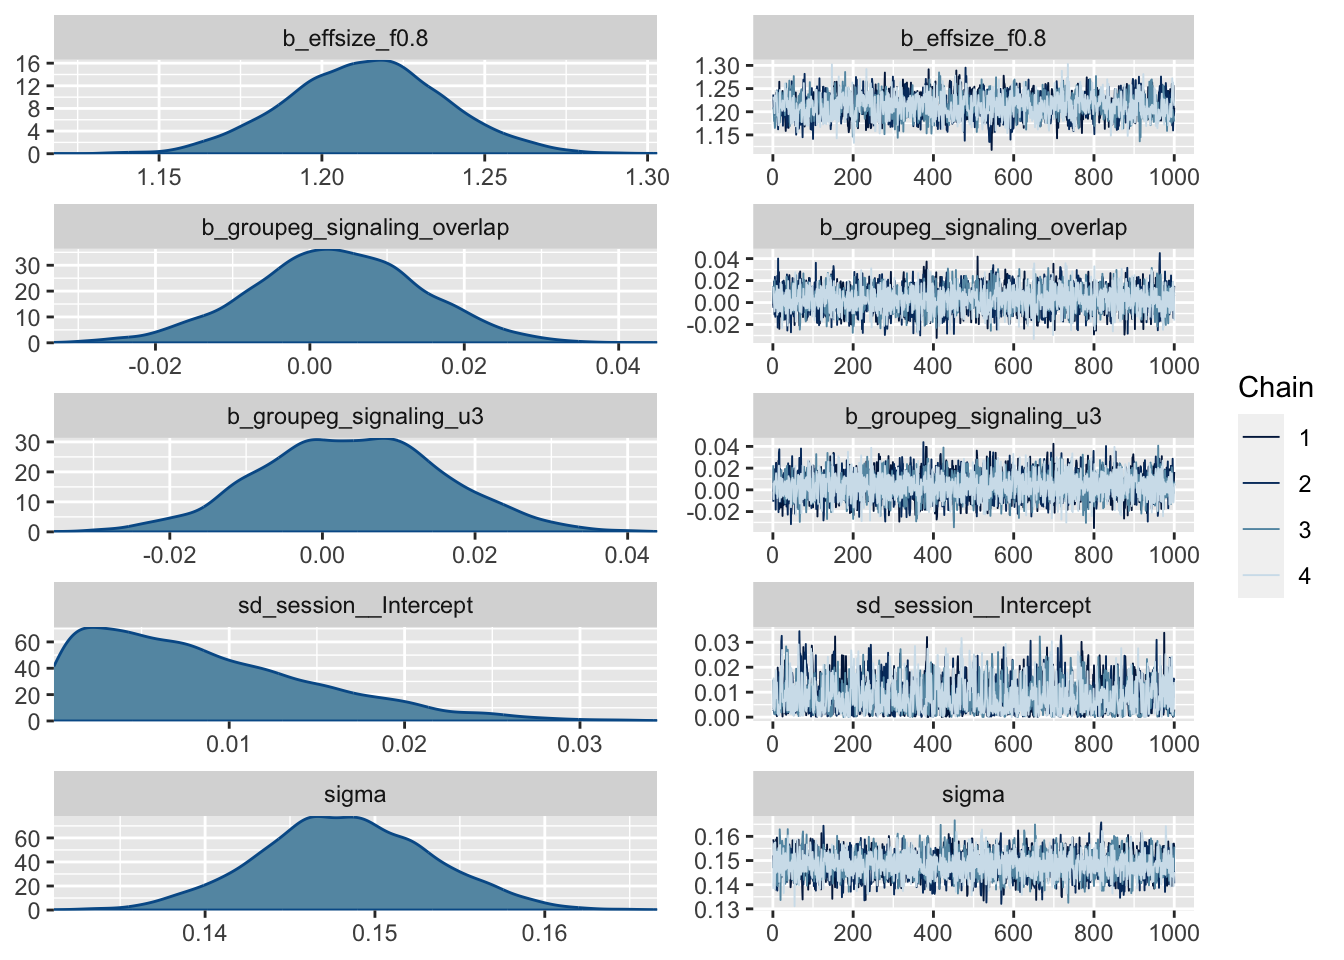 b_effsize_f0.8
16
12
8
4
0
1.15 1.20 1.25 1.30
b_effsize_f0.8
1.30
1.25
1.20
1.15
0 200 400 600 800 1000
b_groupeg_signaling_overlap
30
20
10
0
-0.02 0.00 0.02 0.04
b_groupeg_signaling_overlap
0.04
0.02
0.00
-0.02
0 200 400 600 800 1000
b_groupeg_signaling_u3
30
20
10
0
-0.02 0.00 0.02 0.04
b_groupeg_signaling_u3
0.04
0.02
0.00
-0.02
0 200 400 600 800 1000
sd_session__Intercept
60
40
20
0
0.01 0.02 0.03
sd_session__Intercept
0.03
0.02
0.01
0.00
0 200 400 600 800 1000
sigma
60
40
20
0
0.14 0.15 0.16
sigma
0.16
0.15
0.14
0.13
0 200 400 600 800 1000
Chain
1
2
3
4